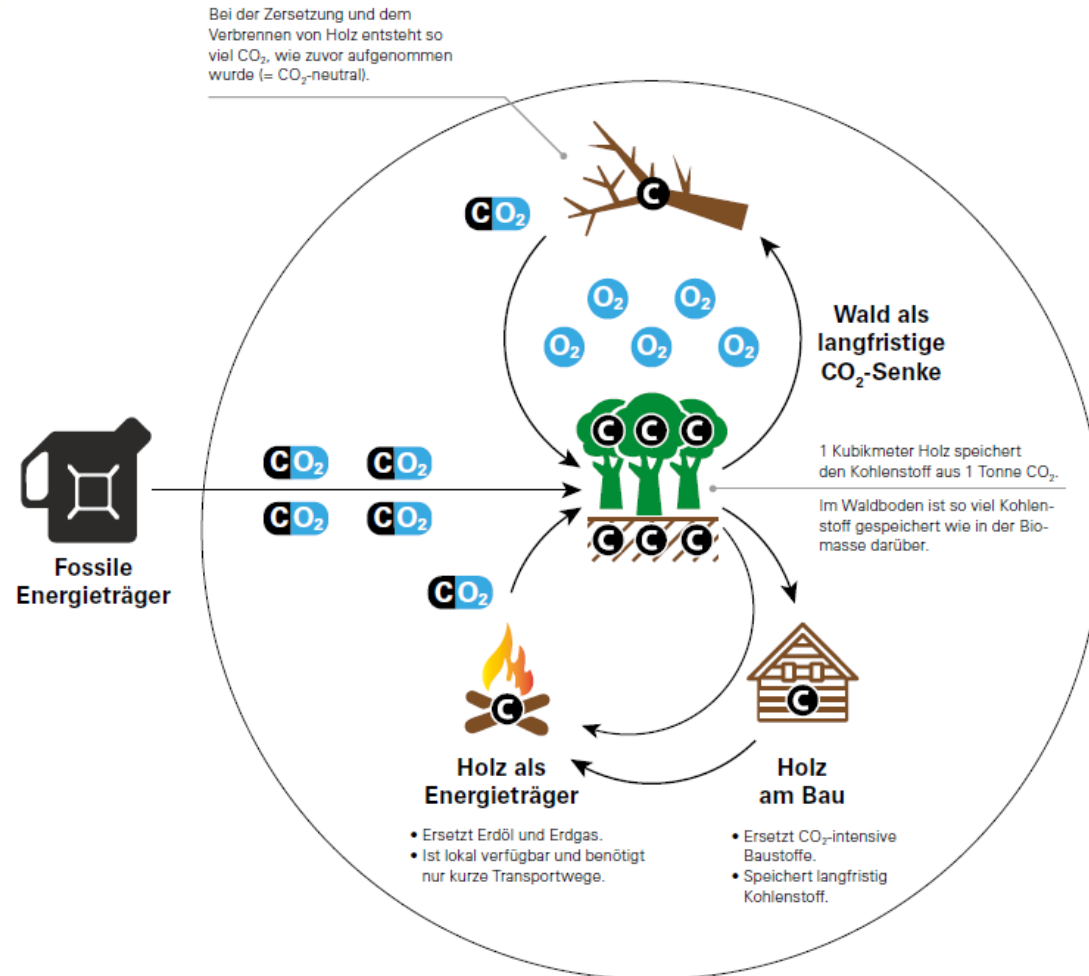 Bei der Zersetzung und dem
Verbrennen von Holz entsteht so
viel CO₂, wie zuvor aufgenommen
wurde (= CO₂-neutral).
C
CO₂
O₂ O₂
O₂ O₂ O₂
Wald als
langfristige
CO₂-Senke
C C C
1 Kubikmeter Holz speichert
den Kohlenstoff aus 1 Tonne CO₂.
Im Waldboden ist so viel Kohlen-
stoff gespeichert wie in der Bio-
masse darüber.
CO₂ CO₂
CO₂ CO₂
C C C
Fossile
Energieträger
CO₂
C
C
Holz als
Energieträger
• Ersetzt Erdöl und Erdgas.
• Ist lokal verfügbar und benötigt
nur kurze Transportwege.
Holz
am Bau
• Ersetzt CO₂-intensive
Baustoffe.
• Speichert langfristig
Kohlenstoff.